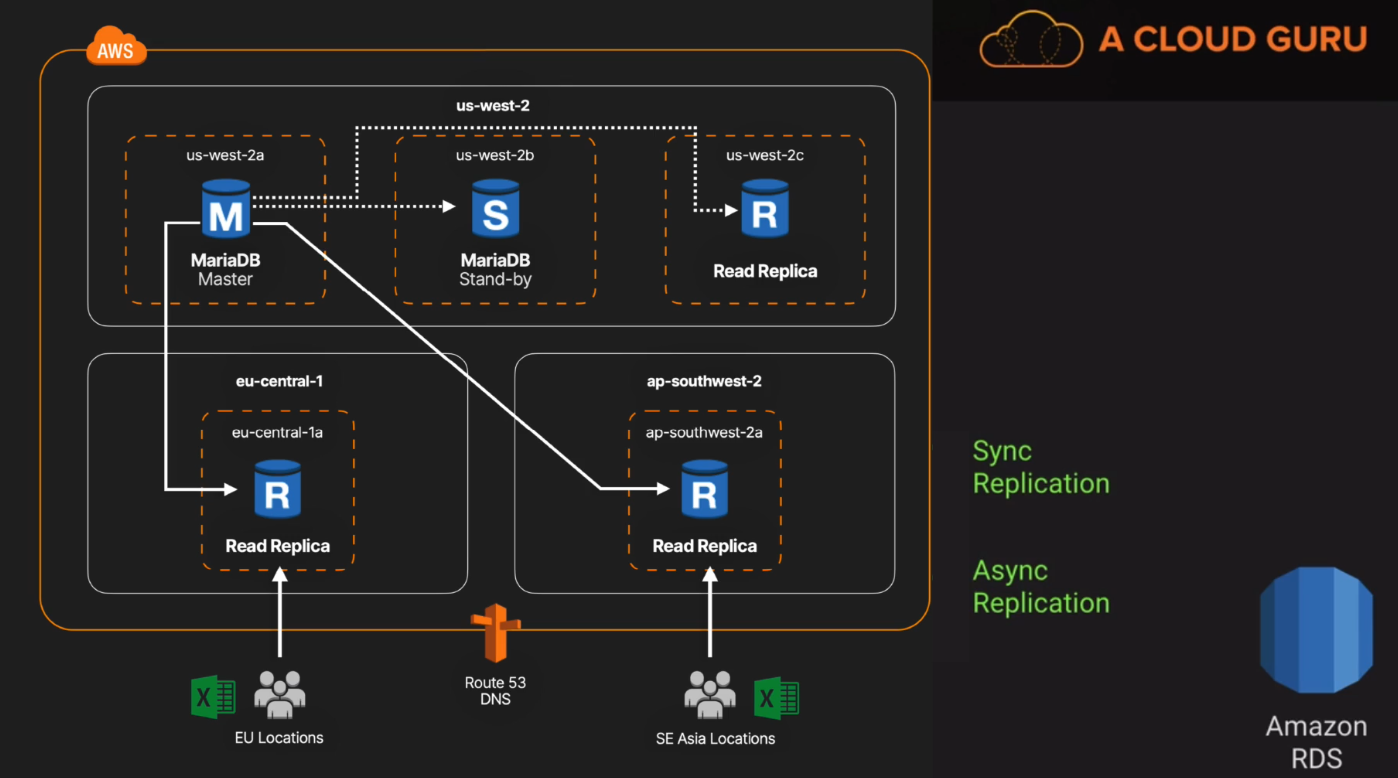 AWS
A CLOUD GURU
us-west-2
us-west-2a
us-west-2b
us-west-2c
M
S
R
MariaDB
Master
MariaDB
Stand-by
Read Replica
eu-central-1
ap-southwest-2
eu-central-1a
ap-southwest-2a
R
R
Read Replica
Read Replica
Sync
Replication
Async
Replication
Route 53
DNS
X
EU Locations
X
SE Asia Locations
Amazon
RDS